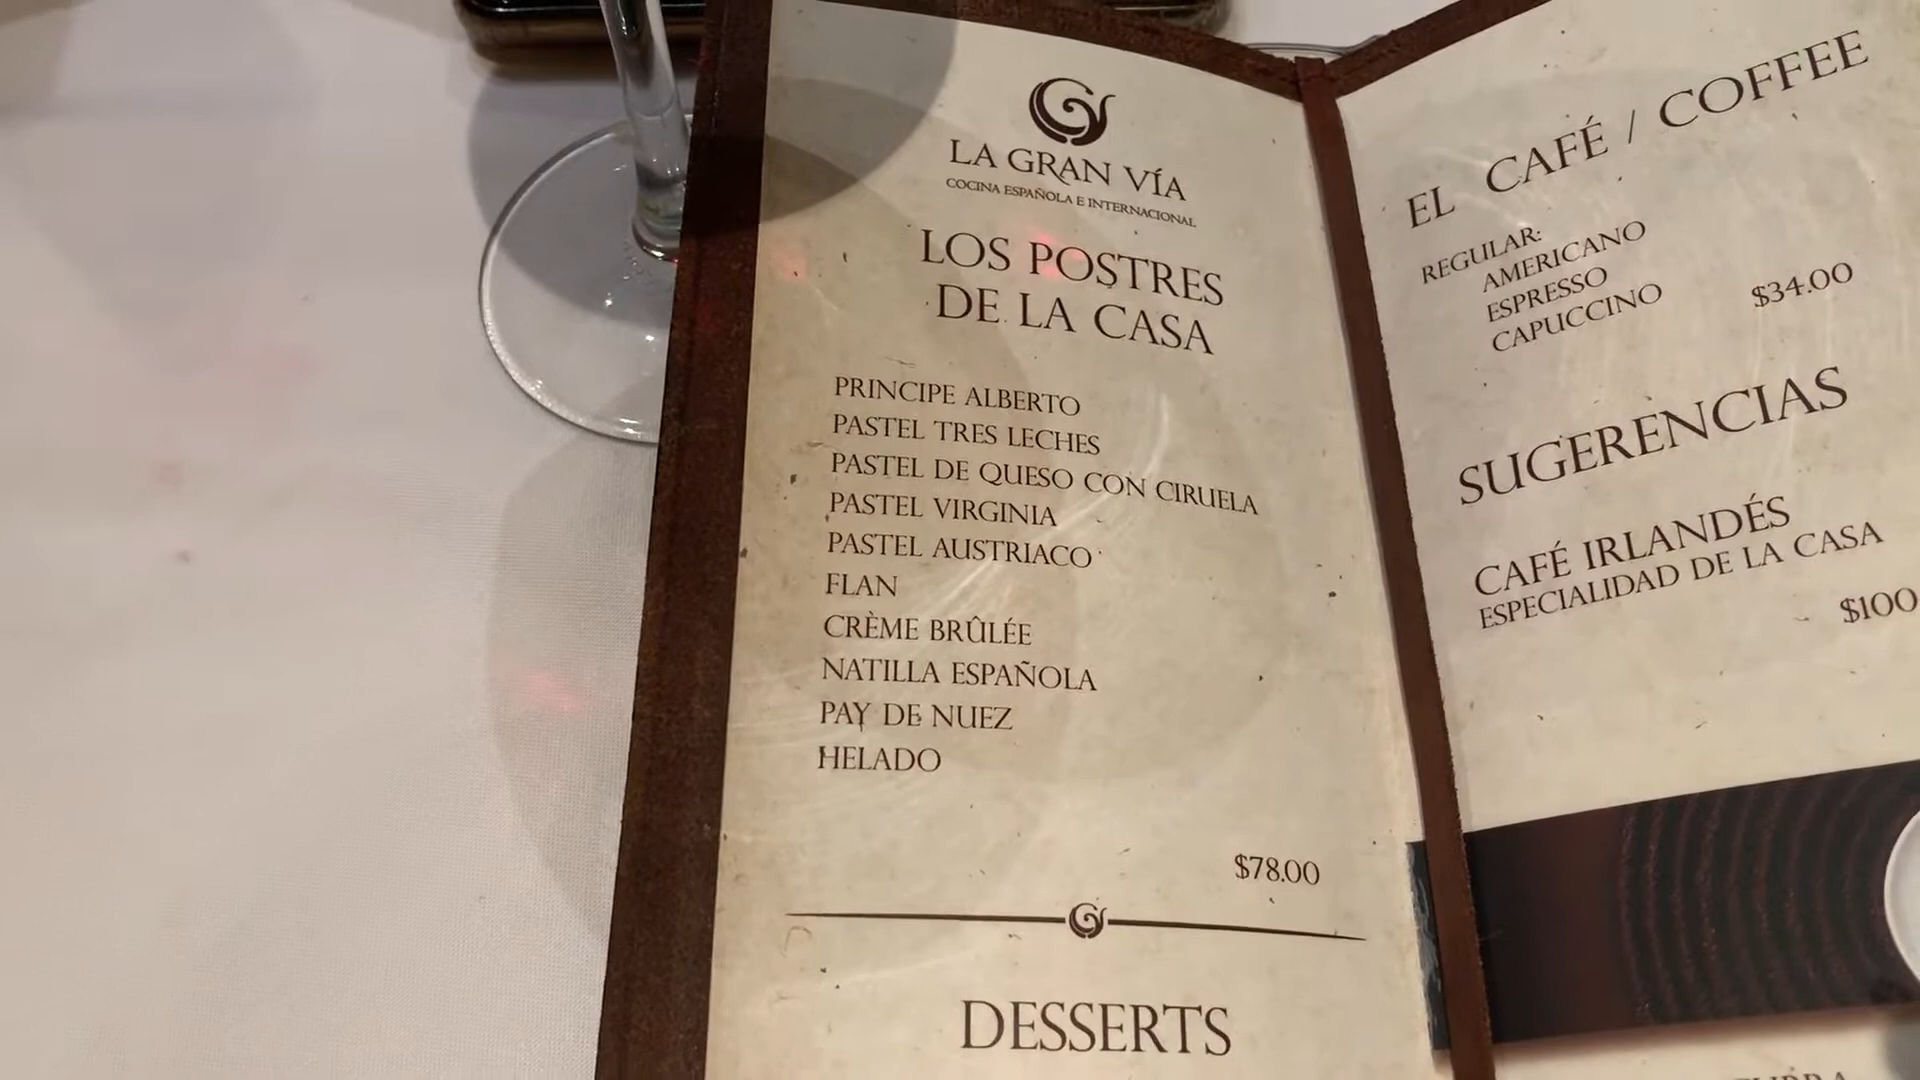 LA GRAN VÍA
COCINA ESPAÑOLA E INTERNACIONAL
LOS POSTRES
DE LA CASA
PRINCIPE ALBERTO
PASTEL TRES LECHES
PASTEL DE QUESO CON CIRUELA
PASTEL VIRGINIA
PASTEL AUSTRIACO
FLAN
CRÈME BRÛLÉE
NATILLA ESPAÑOLA
PAY DE NUEZ
HELADO
$78.00
DESSERTS
EL CAFÉ / COFFEE
REGULAR:
AMERICANO
ESPRESSO
CAPUCCINO $34.00
SUGERENCIAS
CAFÉ IRLANDÉS
ESPECIALIDAD DE LA CASA
$100